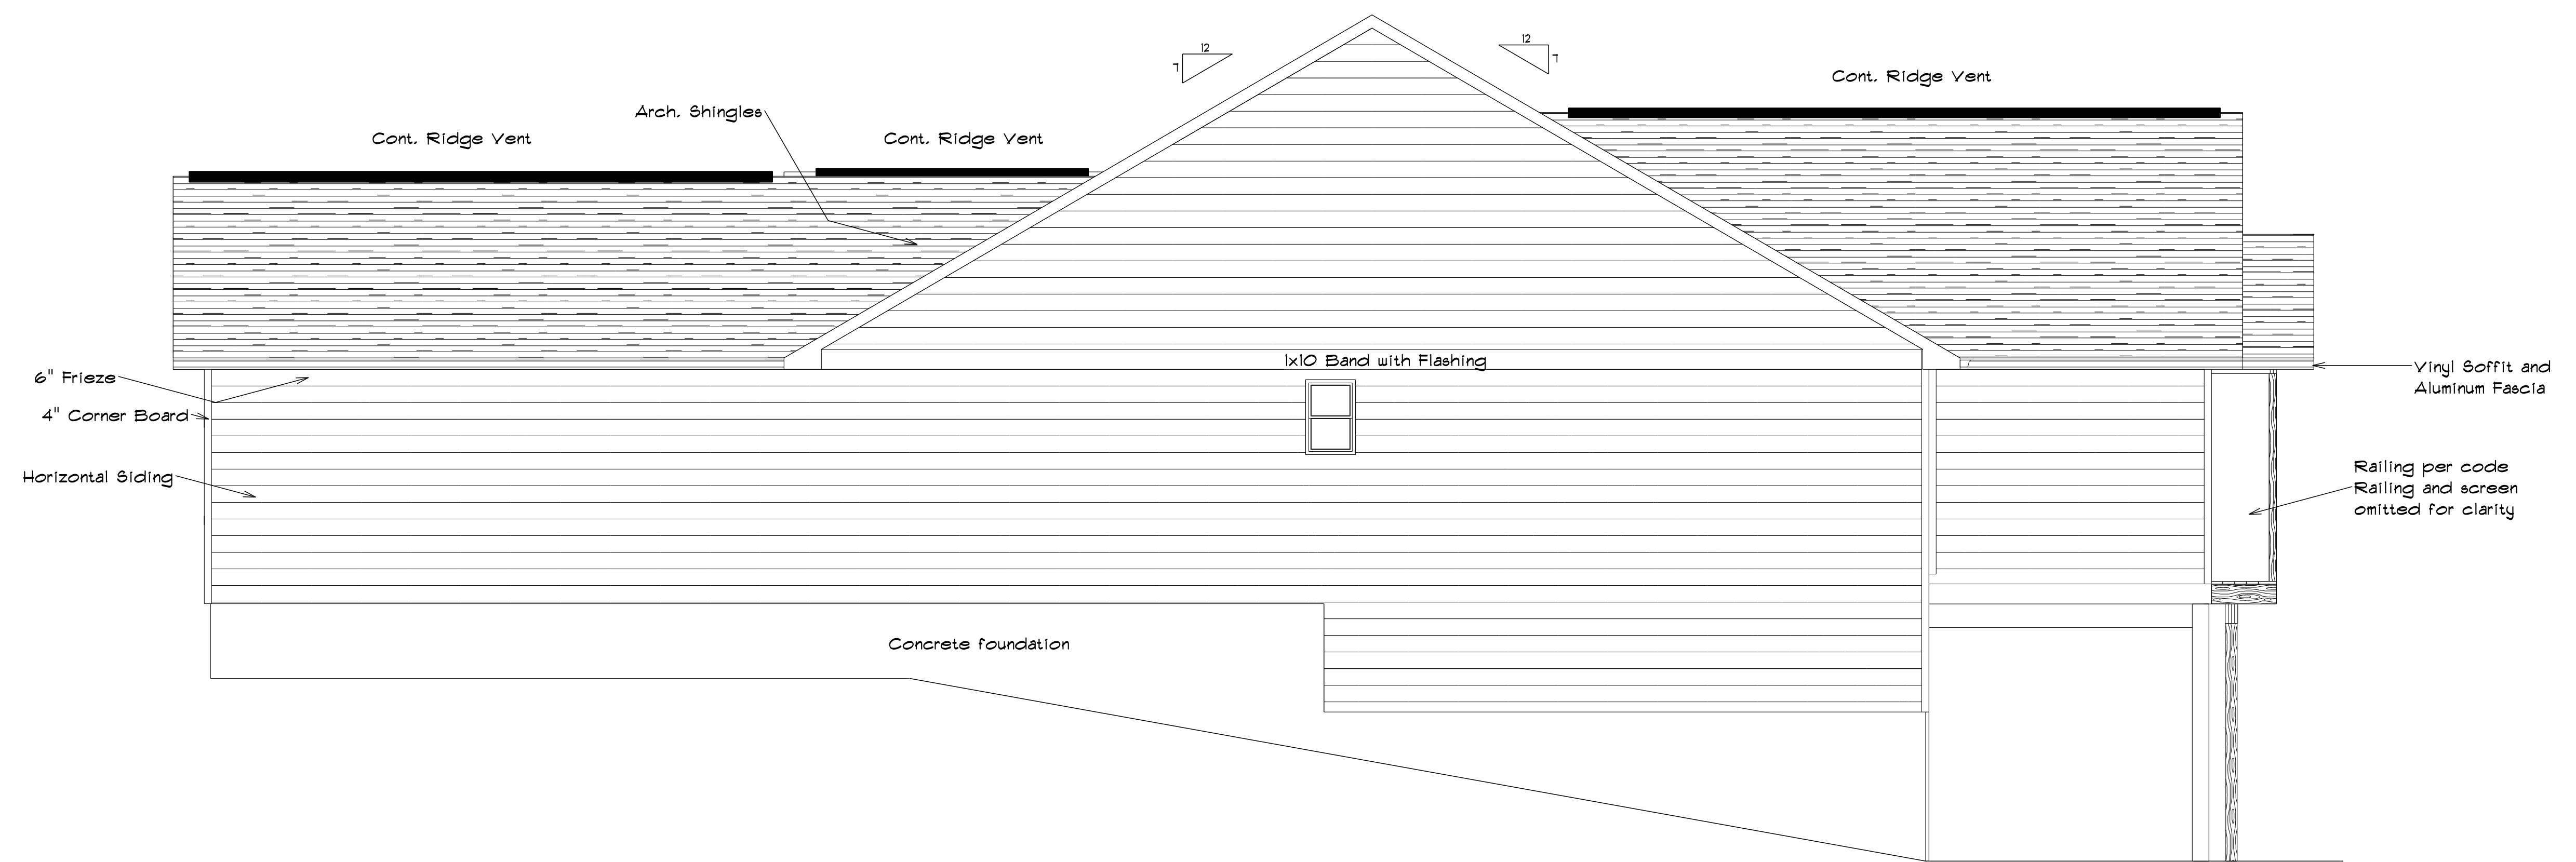 12
7
12
7
Cont. Ridge Vent
Arch. Shingles
Cont. Ridge Vent
Cont. Ridge Vent
1x10 Band with Flashing
6" Frieze
4" Corner Board
Horizontal Siding
Vinyl Soffit and
Aluminum Fascia
Railing per code
Railing and screen
omitted for clarity
Concrete foundation